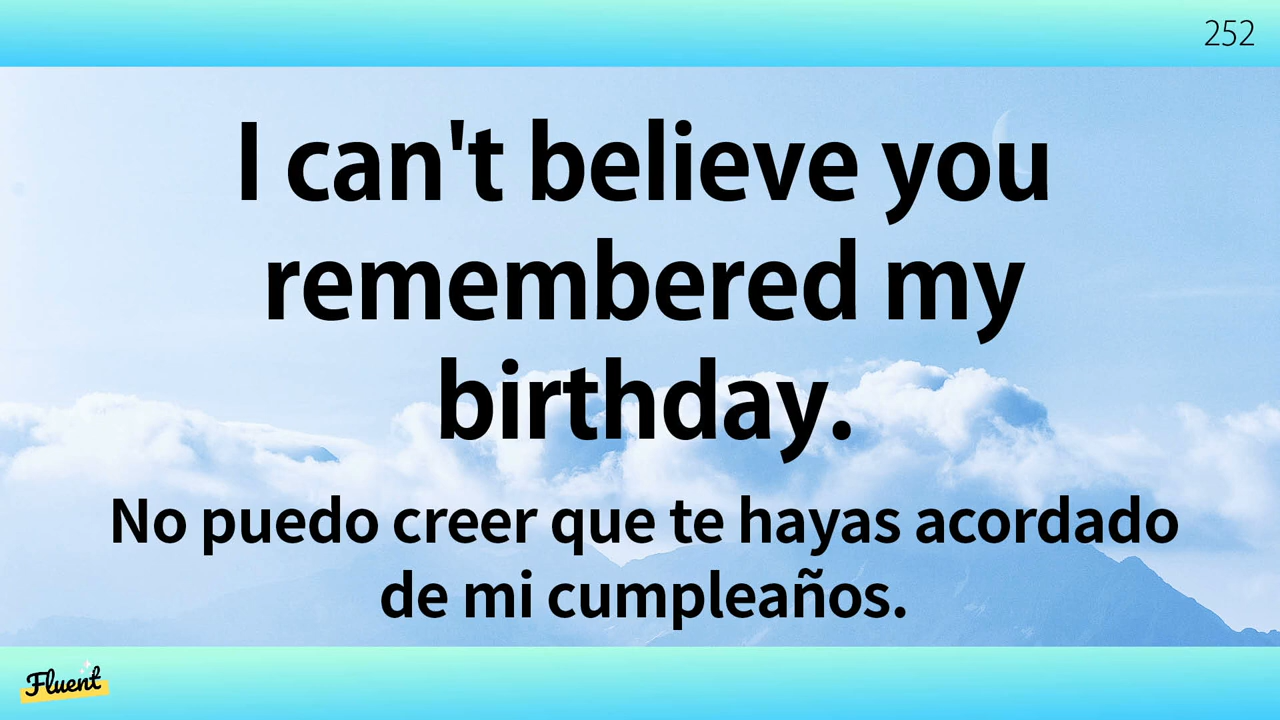 252
I can't believe you
remembered my
birthday.
No puedo creer que te hayas acordado
de mi cumpleaños.
Fluent